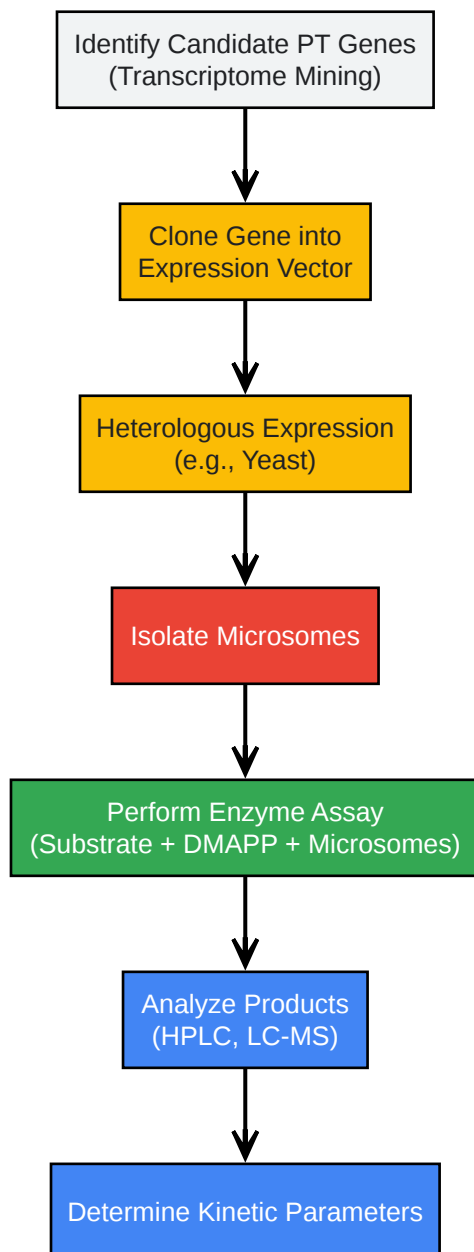 Identify Candidate PT Genes
(Transcriptome Mining)
Clone Gene into
Expression Vector
Heterologous Expression
(e.g., Yeast)
Isolate Microsomes
Perform Enzyme Assay
(Substrate + DMAPP + Microsomes)
Analyze Products
(HPLC, LC-MS)
Determine Kinetic Parameters